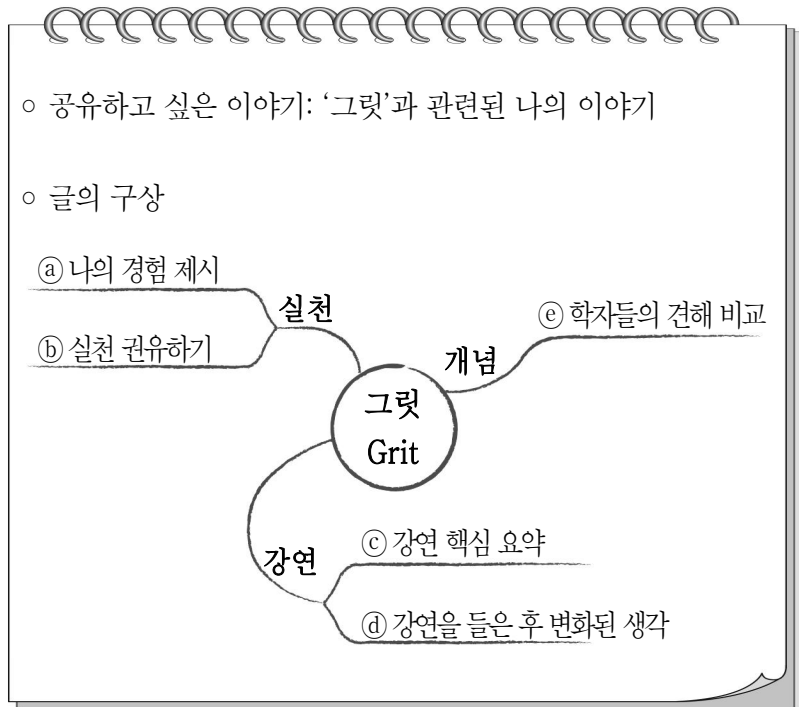 ◦ 공유하고 싶은 이야기: ‘그릿’과 관련된 나의 이야기
◦ 글의 구상
ⓐ 나의 경험 제시
실천
ⓑ 실천 권유하기
ⓔ 학자들의 견해 비교
개념
그릿
Grit
강연
ⓒ 강연 핵심 요약
ⓓ 강연을 들은 후 변화된 생각